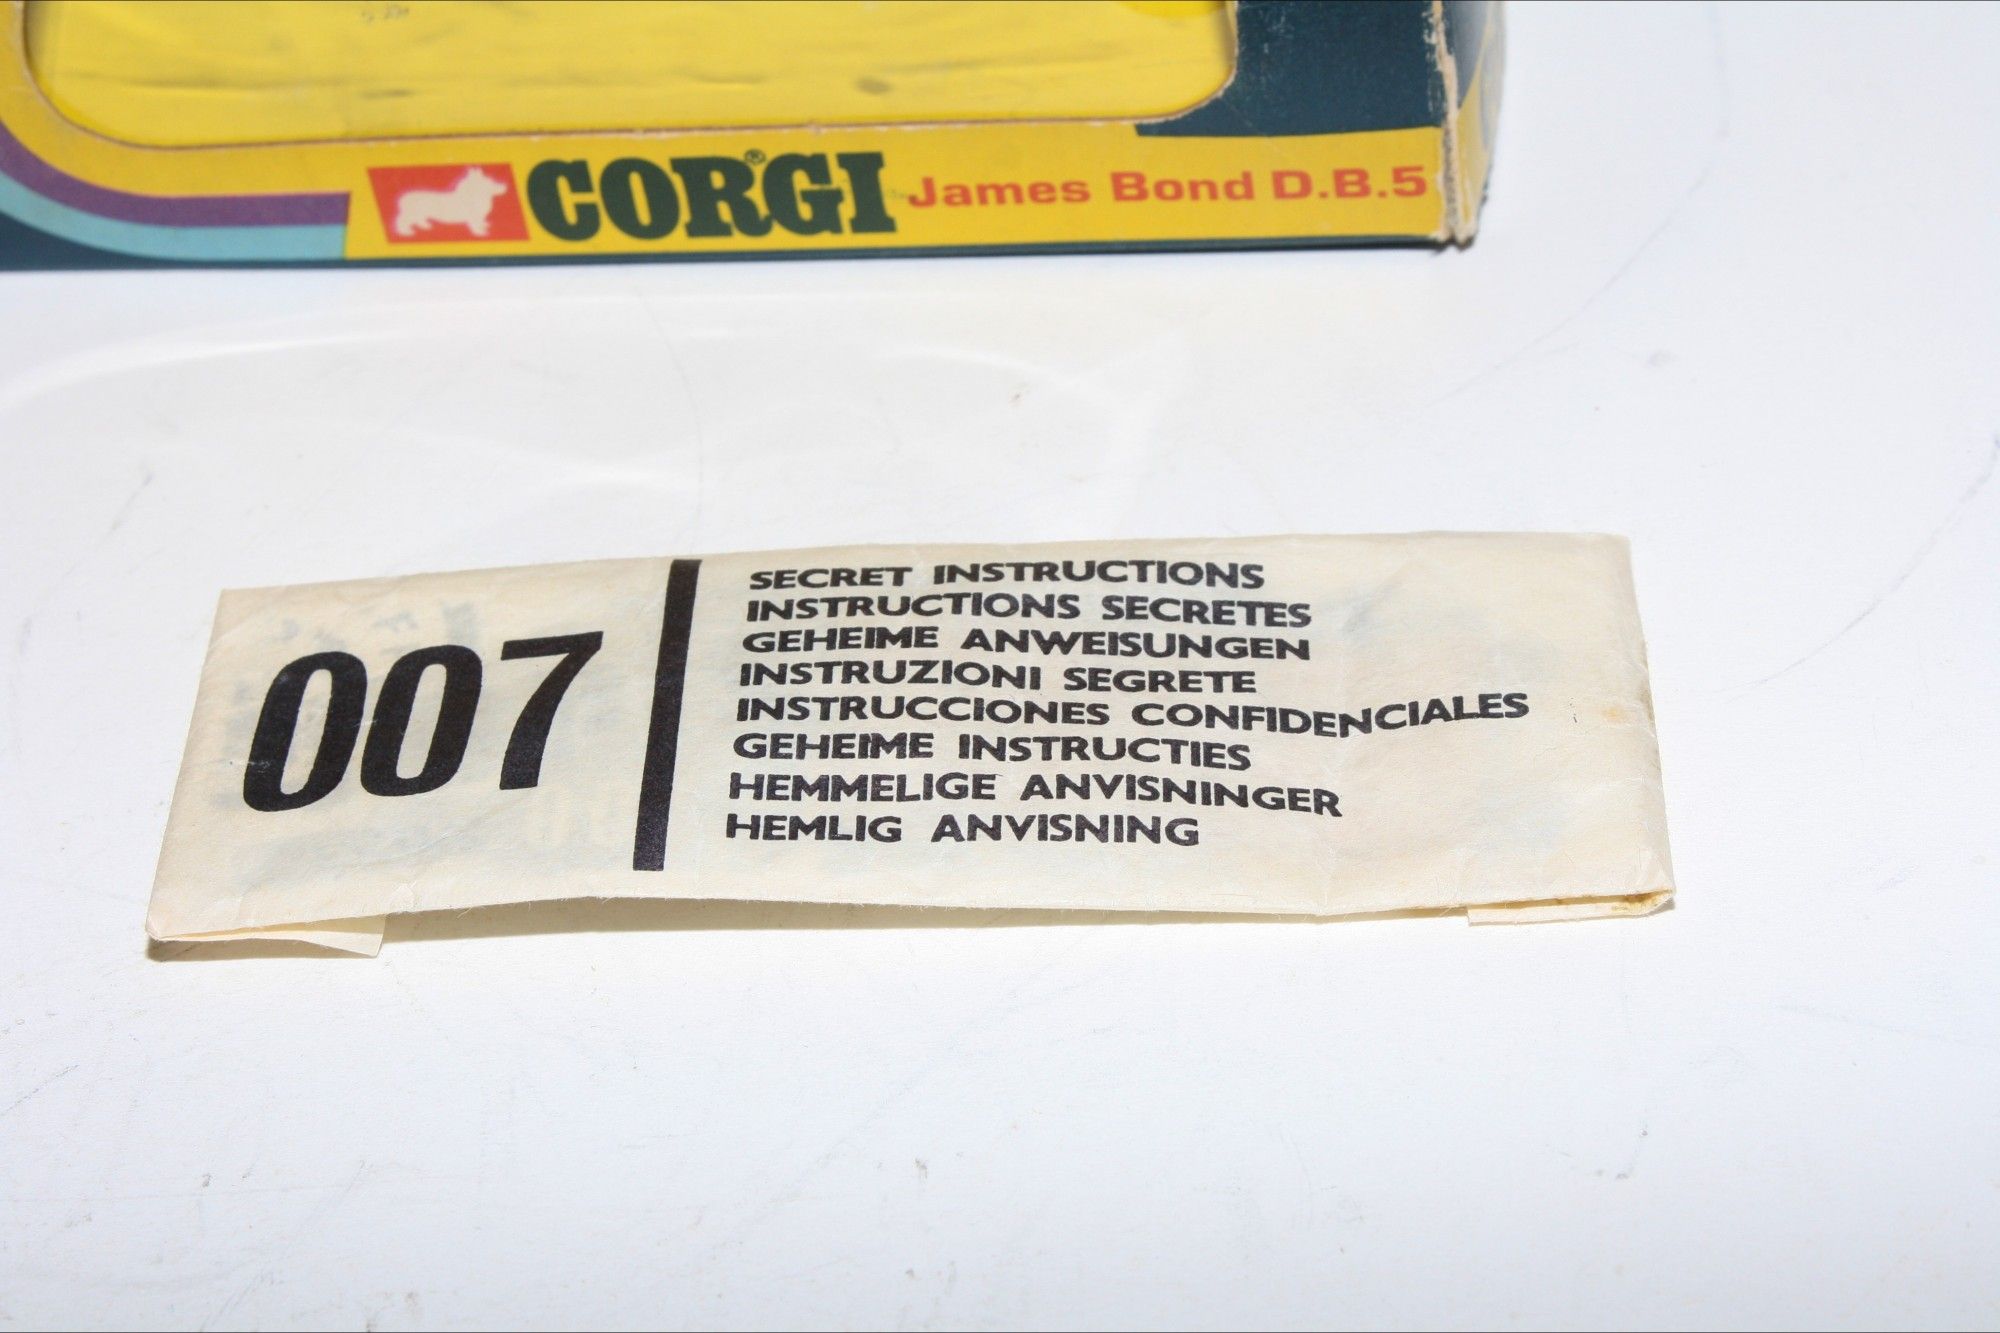 CORGI® James Bond D.B.5
007
SECRET INSTRUCTIONS
INSTRUCTIONS SECRETES
GEHEIME ANWEISUNGEN
INSTRUZIONI SEGRETE
INSTRUCCIONES CONFIDENCIALES
GEHEIME INSTRUCTIES
HEMMELIGE ANVISNINGER
HEMLIG ANVISNING